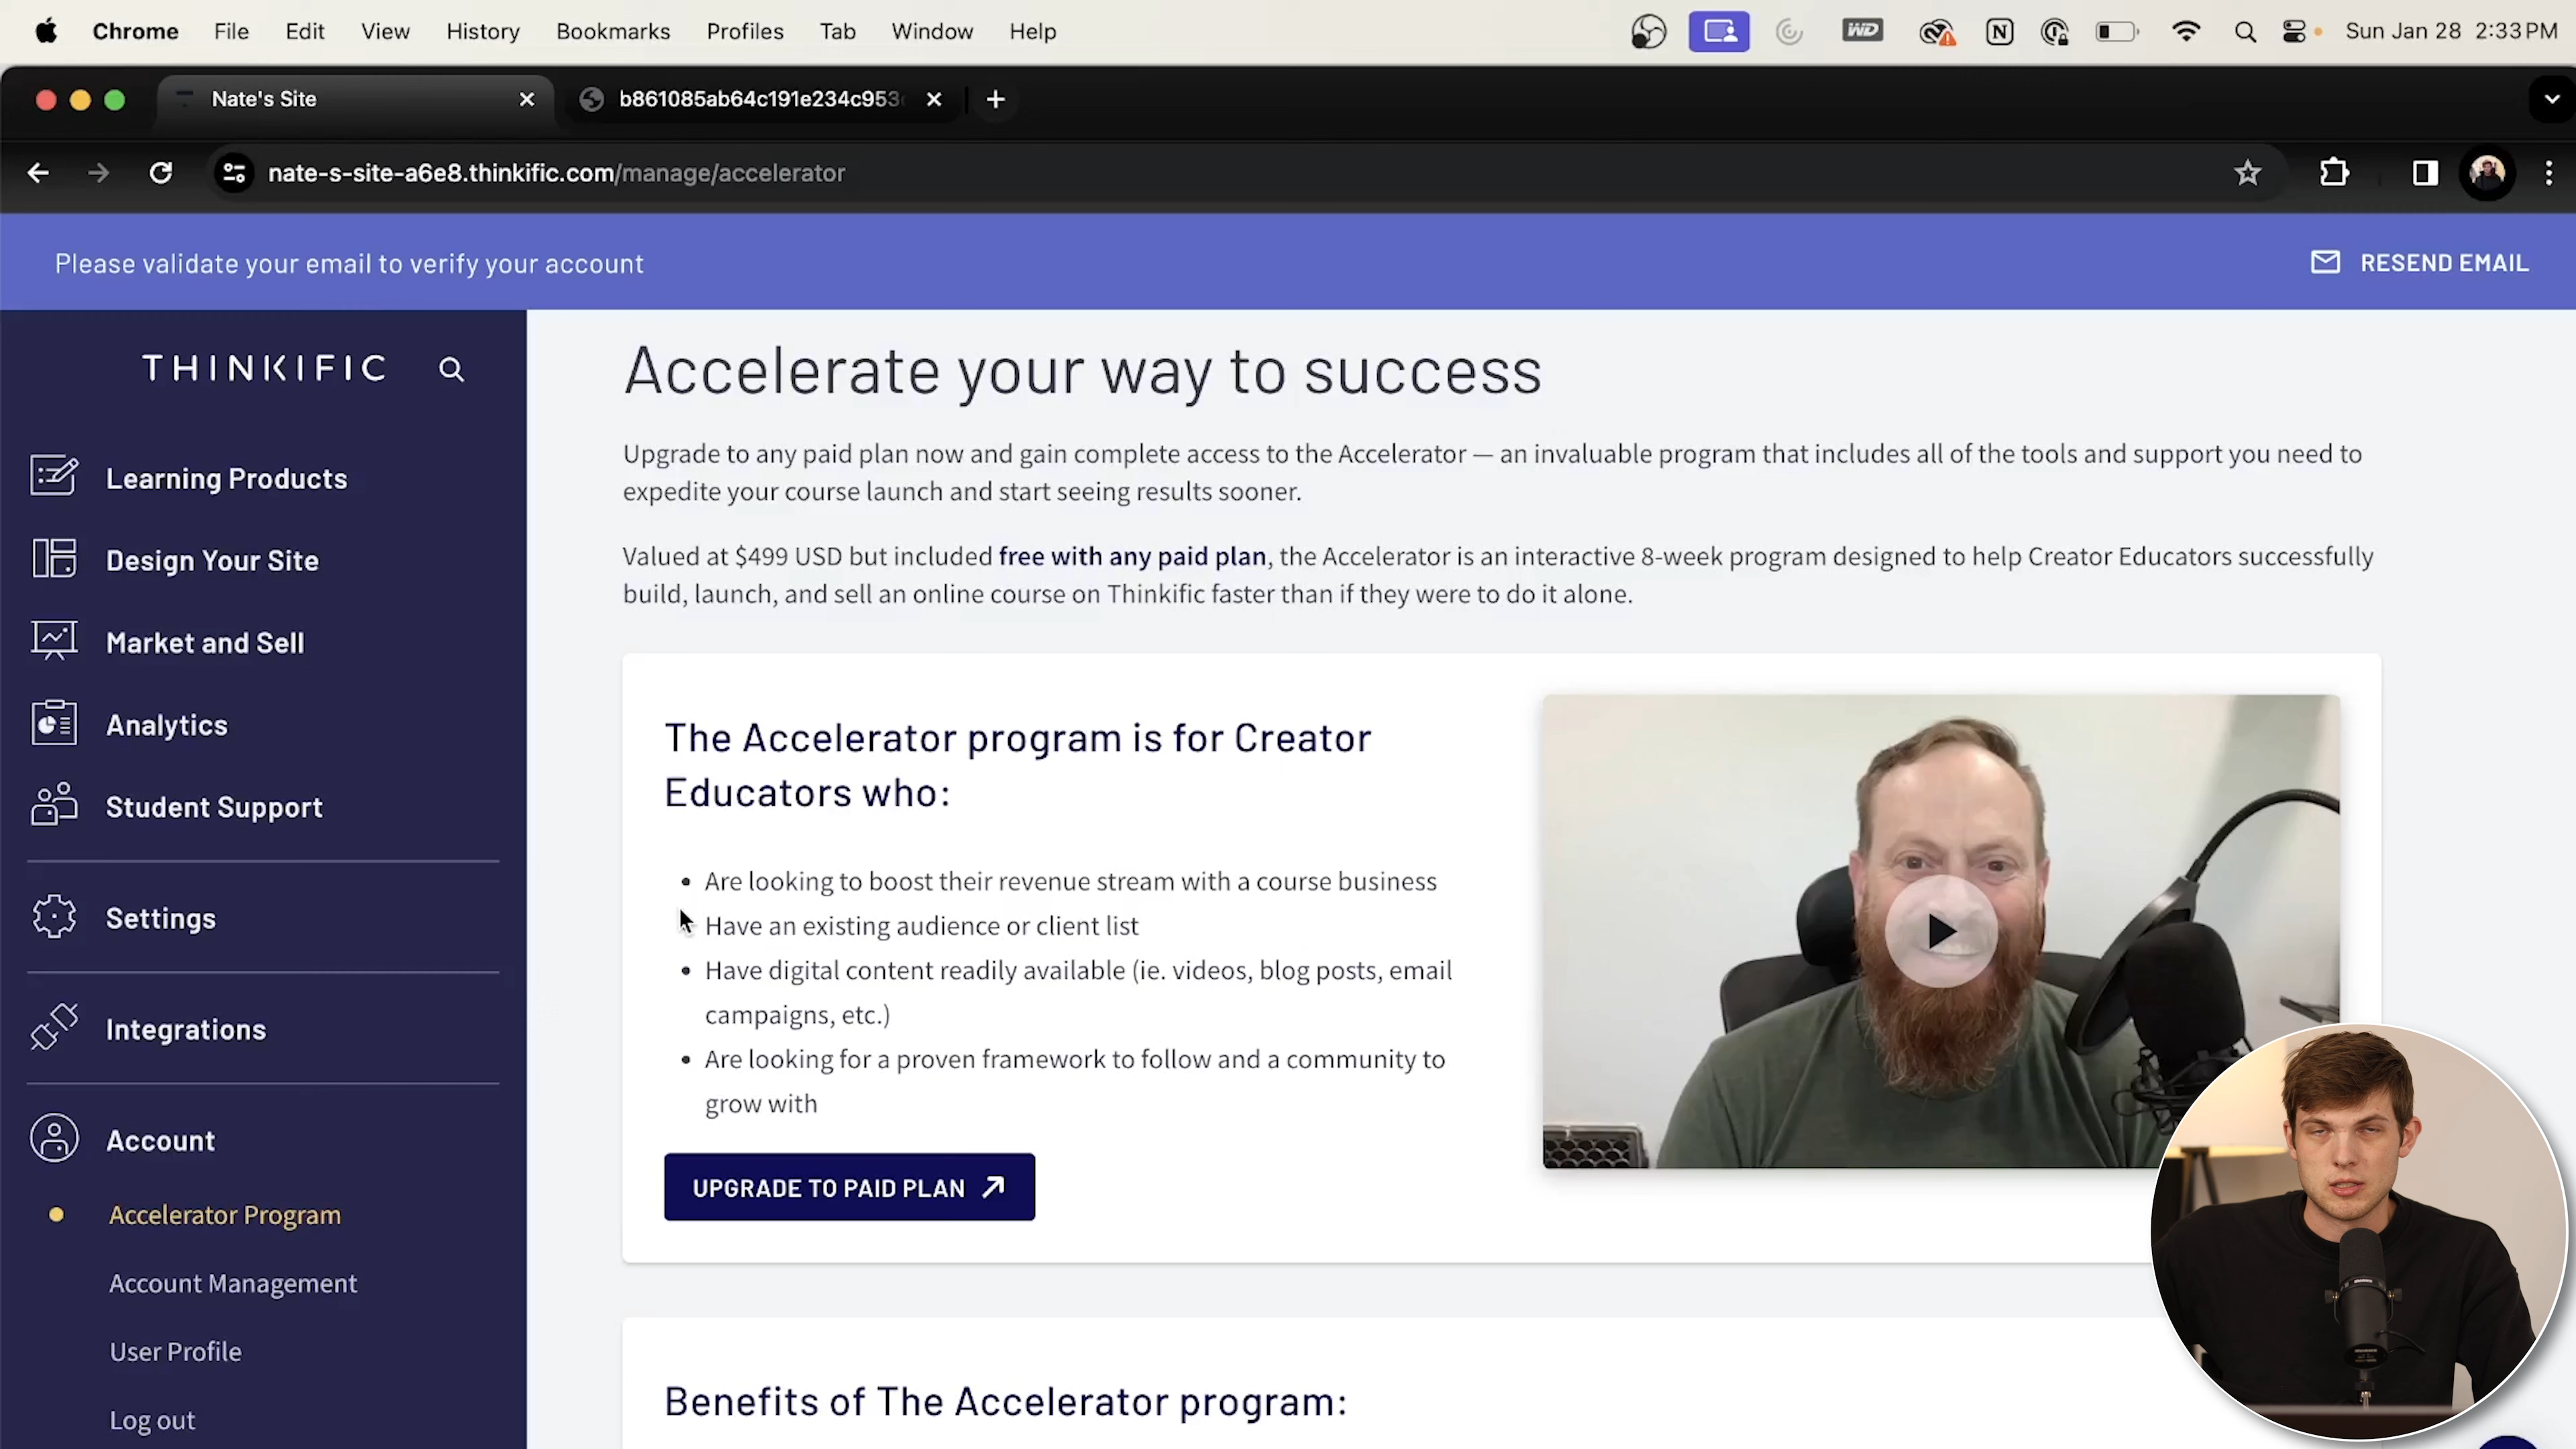 Chrome File Edit View History Bookmarks Profiles Tab Window Help
WD
Sun Jan 28 2:33 PM
Nate's Site
b861085ab64c191e234c953
nate-s-site-a6e8.thinkific.com/manage/accelerator
Please validate your email to verify your account
RESEND EMAIL
THINKIFIC
Learning Products
Design Your Site
Market and Sell
Analytics
Student Support
Settings
Integrations
Account
Accelerator Program
Account Management
User Profile
Log out
Accelerate your way to success
Upgrade to any paid plan now and gain complete access to the Accelerator — an invaluable program that includes all of the tools and support you need to
expedite your course launch and start seeing results sooner.
Valued at $499 USD but included free with any paid plan, the Accelerator is an interactive 8-week program designed to help Creator Educators successfully
build, launch, and sell an online course on Thinkific faster than if they were to do it alone.
The Accelerator program is for Creator
Educators who:
• Are looking to boost their revenue stream with a course business
Have an existing audience or client list
• Have digital content readily available (ie. videos, blog posts, email
campaigns, etc.)
• Are looking for a proven framework to follow and a community to
grow with
UPGRADE TO PAID PLAN
Benefits of The Accelerator program: